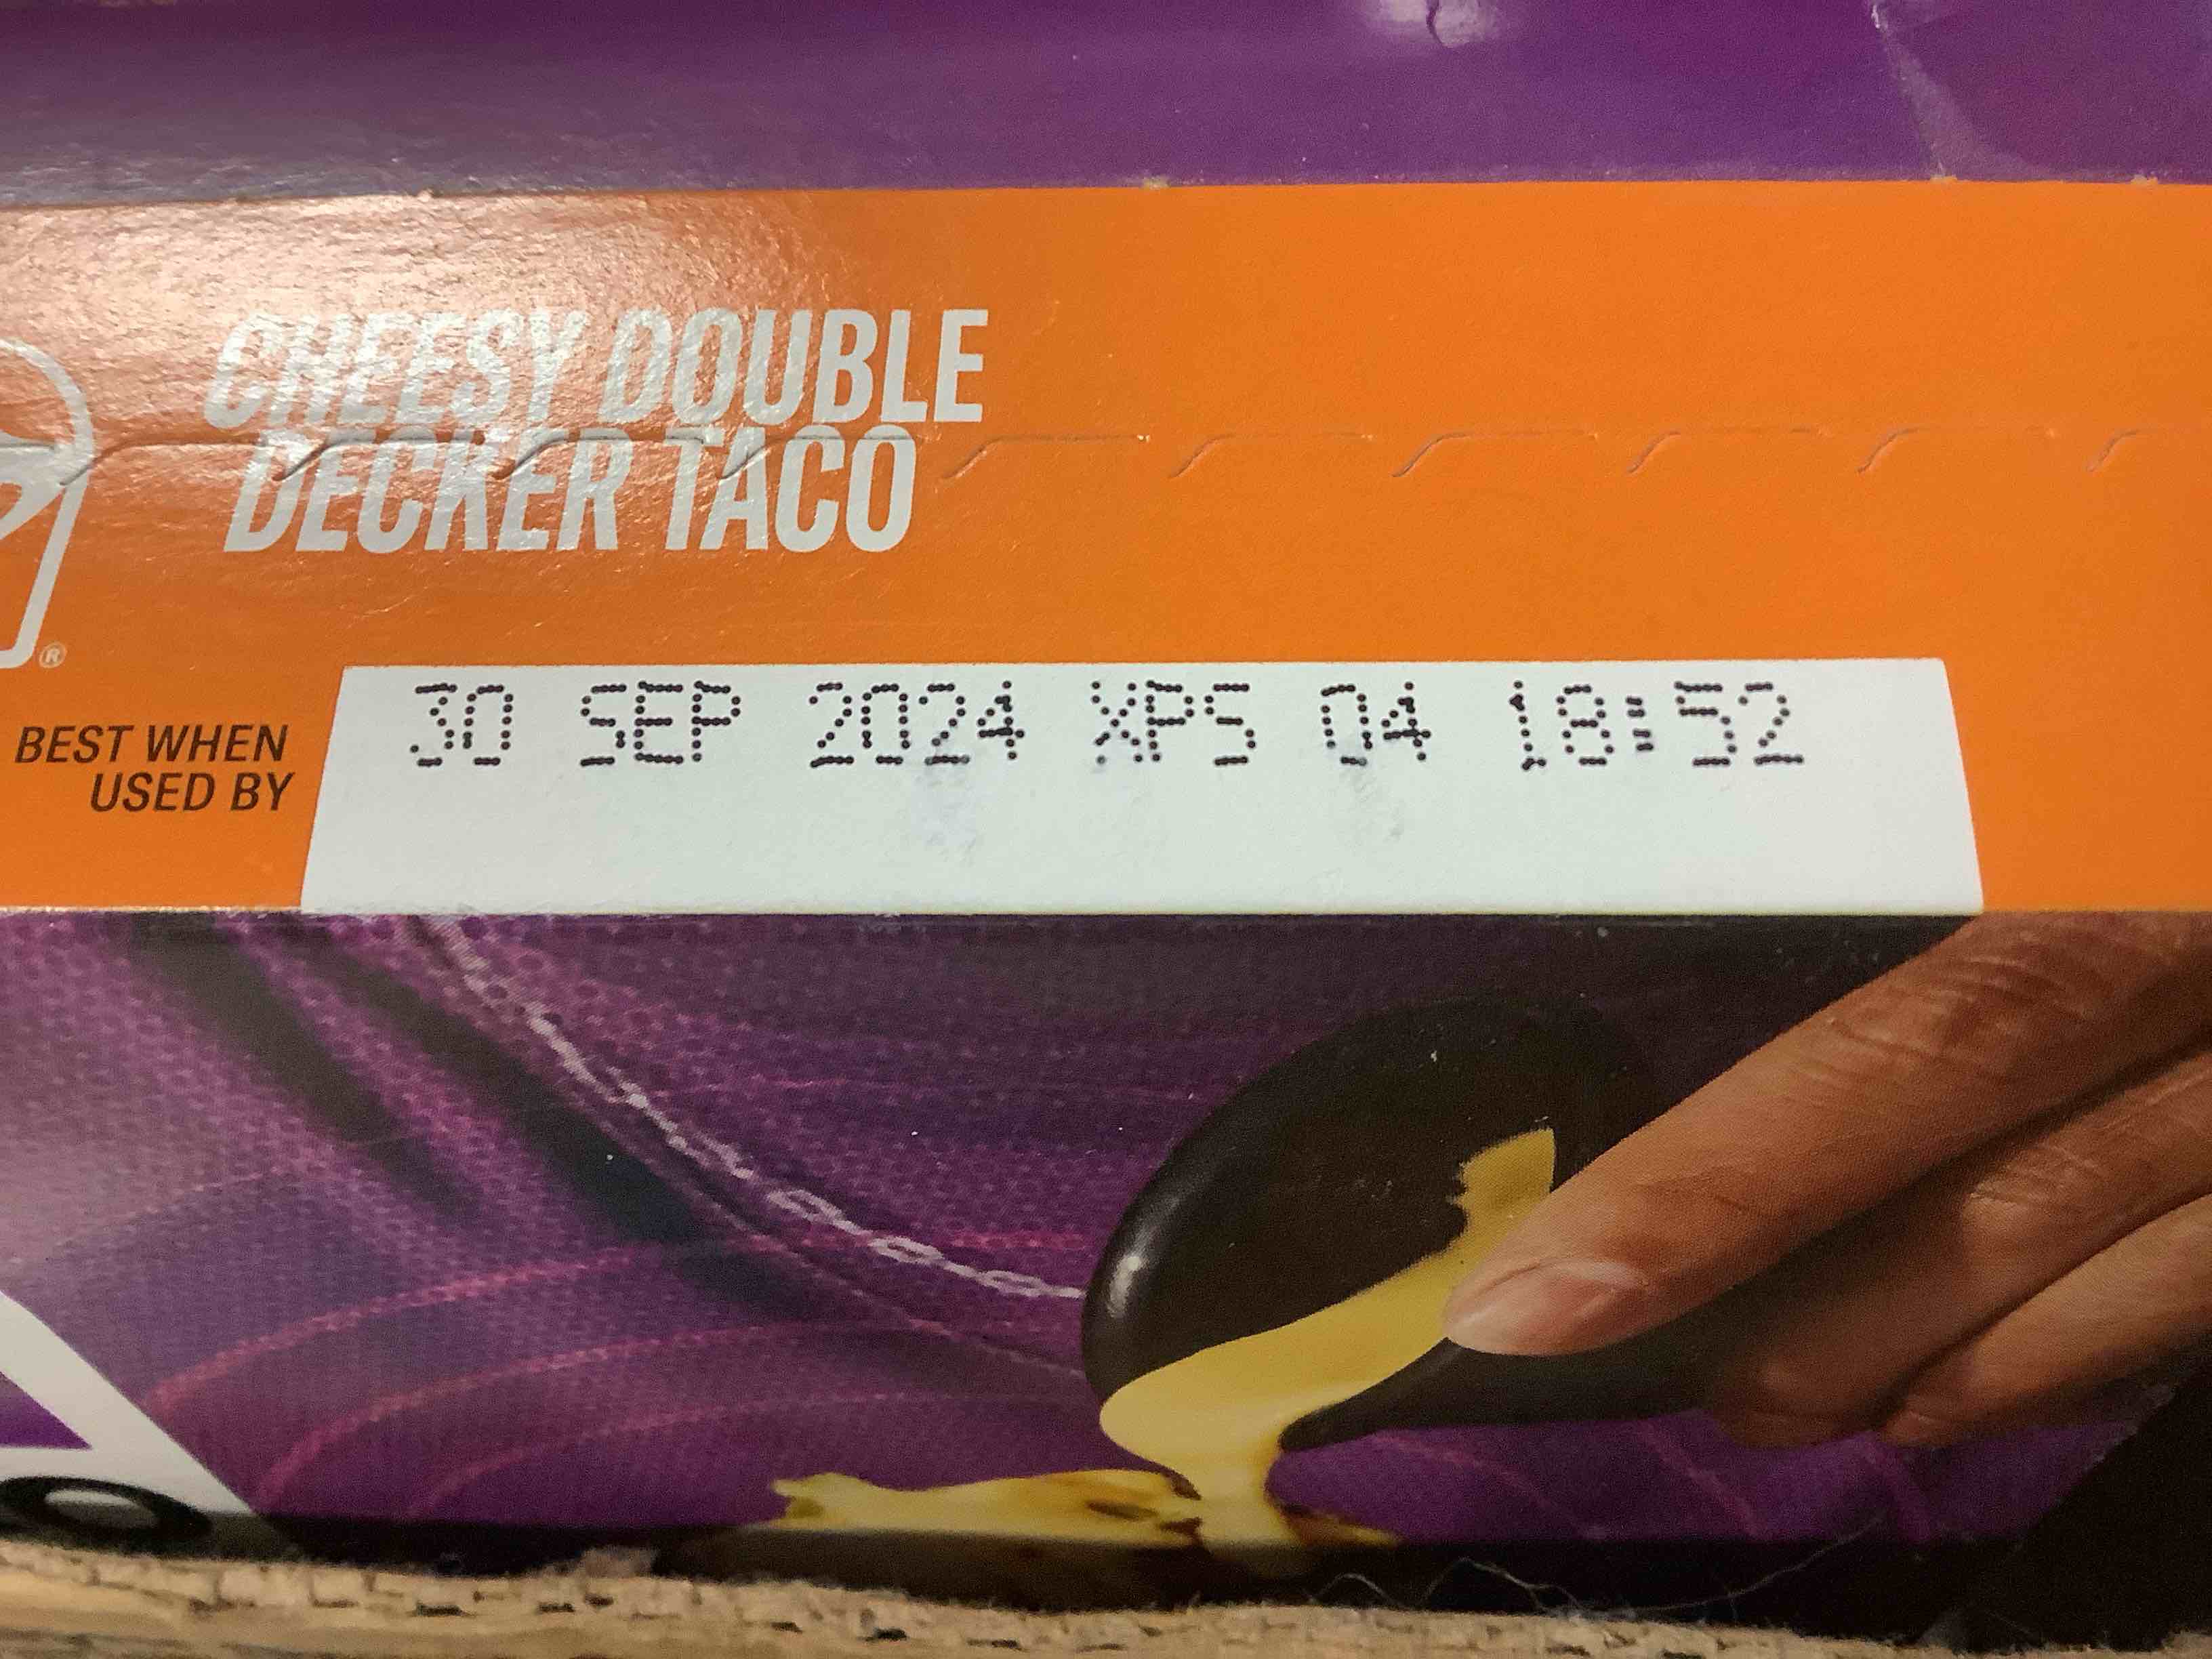 CHEESY DOUBLE
DECKER TACO
®
BEST WHEN
USED BY
30 SEP 2024 XPS 04 18:52